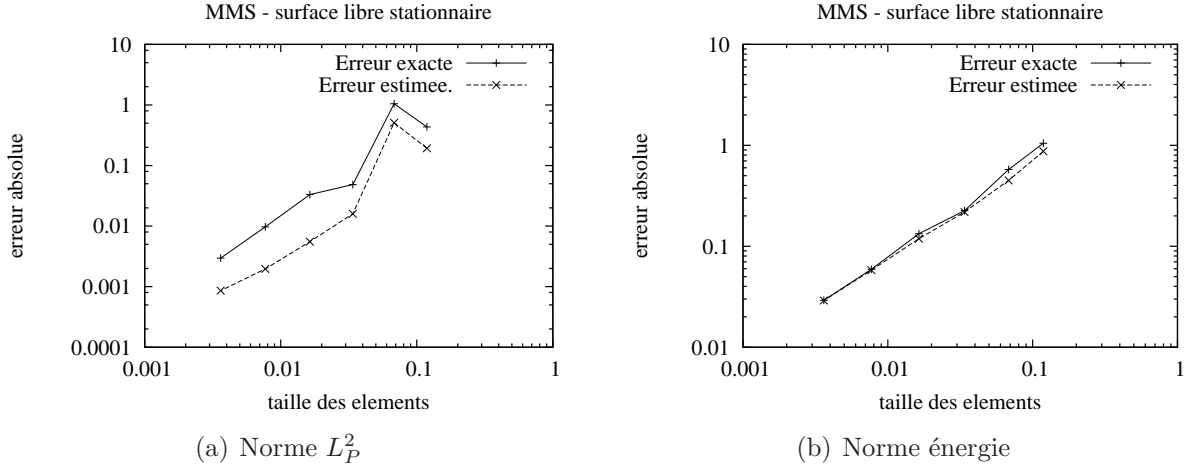 MMS - surface libre stationnaire
10
1
0.1
0.01
0.001
0.0001
0.001
0.01
0.1
1
erreur absolue
taille des elements
Erreur exacte
Erreur estimee.
(a) Norme L²_P
MMS - surface libre stationnaire
10
1
0.1
0.01
0.001
0.01
0.1
1
erreur absolue
taille des elements
Erreur exacte
Erreur estimee
(b) Norme énergie